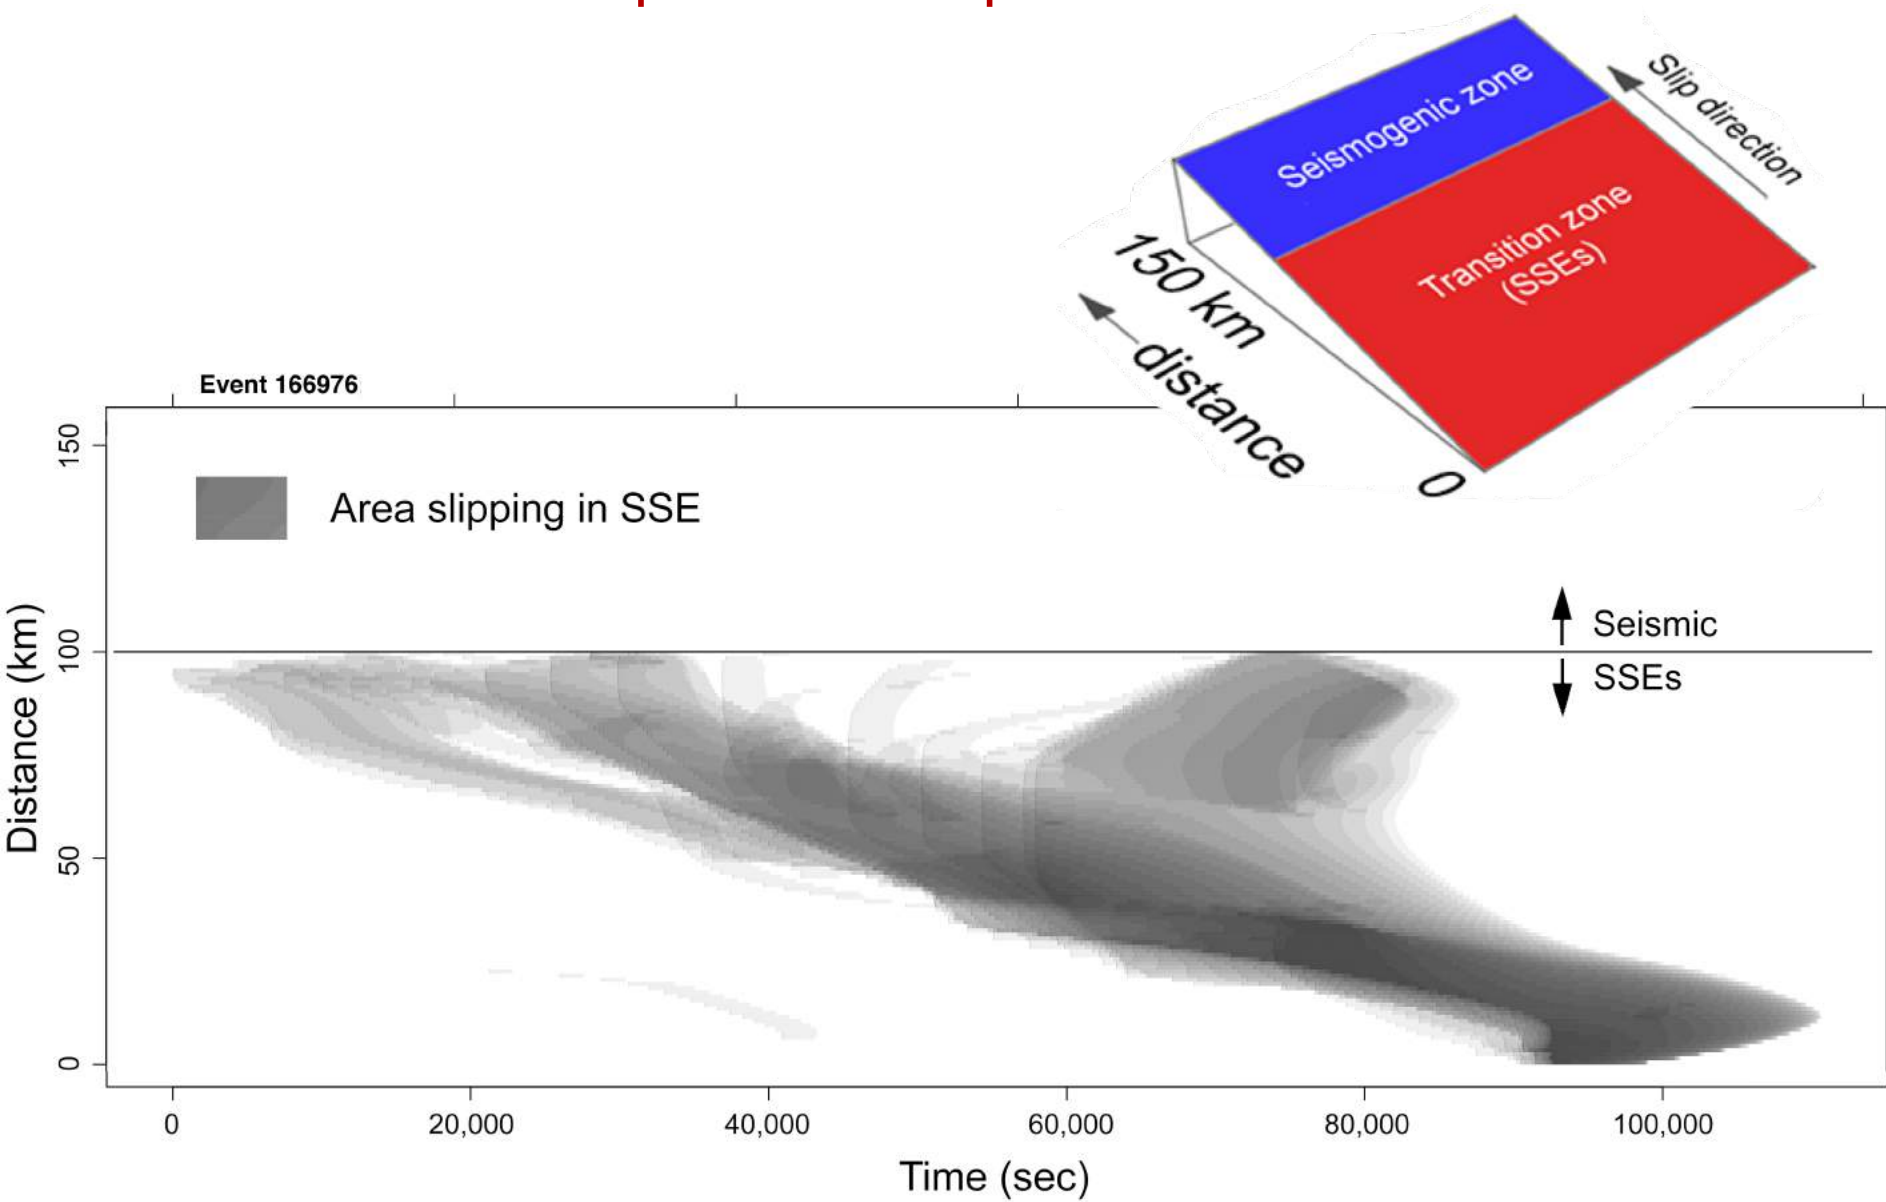 Seismogenic zone
Slip direction
Transition zone
(SSEs)
150 km
distance
0
Event 166976
Area slipping in SSE
Seismic
SSEs
Distance (km)
150
100
50
0
0
20,000
40,000
60,000
80,000
100,000
Time (sec)